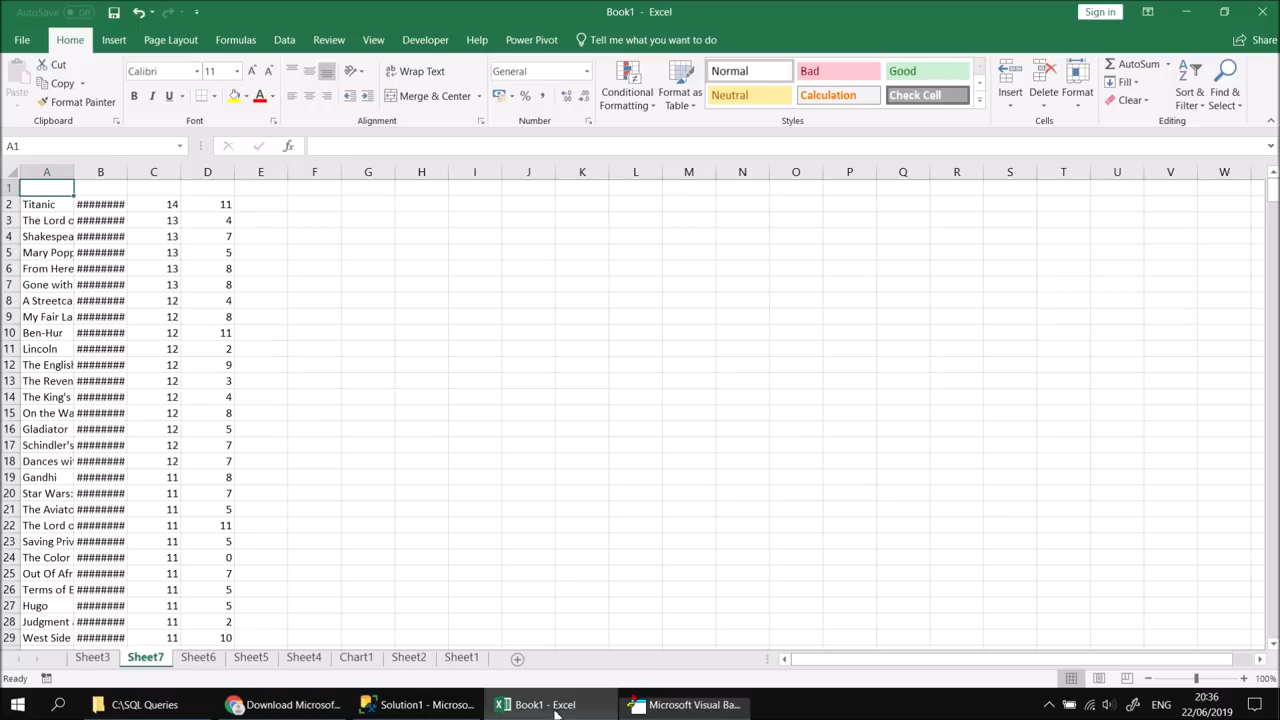 AutoSave Off Book1 - Excel Sign in
File Home Insert Page Layout Formulas Data Review View Developer Help Power Pivot Tell me what you want to do Share
Paste Cut Copy Format Painter
Calibri 11 A A B I U A
Wrap Text Merge & Center
General % ,
Conditional Formatting Format as Table
Normal Bad Good
Neutral Calculation Check Cell
Insert Delete Format
AutoSum Fill Clear Sort & Filter Find & Select
Clipboard Font Alignment Number Styles Cells Editing
A1 fx
A B C D E F G H I J K L M N O P Q R S T U V W
1
2 Titanic ######## 14 11
3 The Lord o ######## 13 4
4 Shakespea ######## 13 7
5 Mary Popp ######## 13 5
6 From Here ######## 13 8
7 Gone with ######## 13 8
8 A Streetca ######## 12 4
9 My Fair La ######## 12 8
10 Ben-Hur ######## 12 11
11 Lincoln ######## 12 2
12 The English ######## 12 9
13 The Reven ######## 12 3
14 The King's ######## 12 4
15 On the Wa ######## 12 8
16 Gladiator ######## 12 5
17 Schindler's ######## 12 7
18 Dances wi ######## 12 7
19 Gandhi ######## 11 8
20 Star Wars: ######## 11 7
21 The Aviato ######## 11 5
22 The Lord o ######## 11 11
23 Saving Priv ######## 11 5
24 The Color ######## 11 0
25 Out Of Afr ######## 11 7
26 Terms of E ######## 11 5
27 Hugo ######## 11 5
28 Judgment a ######## 11 2
29 West Side ######## 11 10
Sheet3 Sheet7 Sheet6 Sheet5 Sheet4 Chart1 Sheet2 Sheet1
Ready 100%
C:\SQL Queries Download Microsof... Solution1 - Microso... Book1 - Excel Microsoft Visual Ba... ENG 20:36
22/06/2019